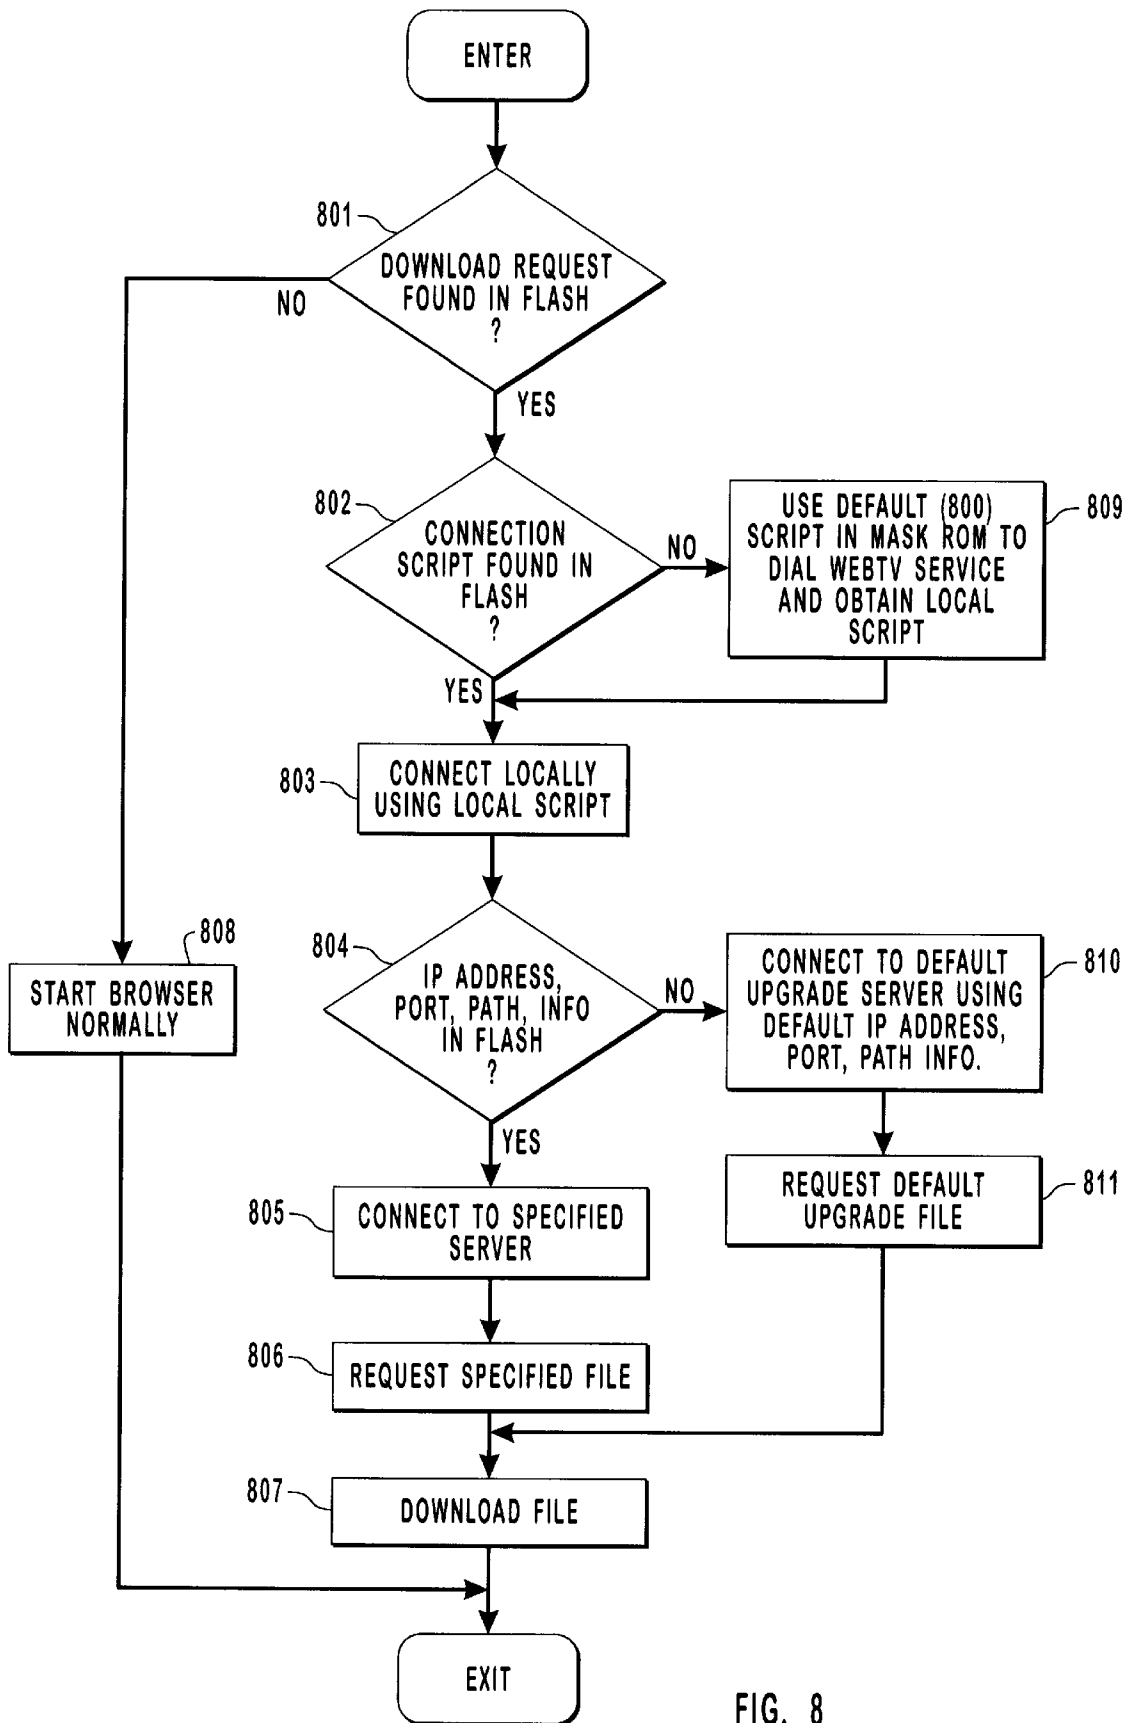 ENTER
801
DOWNLOAD REQUEST
FOUND IN FLASH
?
NO
YES
802
CONNECTION
SCRIPT FOUND IN
FLASH
?
NO
USE DEFAULT (800)
SCRIPT IN MASK ROM TO
DIAL WEBTV SERVICE
AND OBTAIN LOCAL
SCRIPT
809
YES
803
CONNECT LOCALLY
USING LOCAL SCRIPT
808
START BROWSER
NORMALLY
804
IP ADDRESS,
PORT, PATH, INFO
IN FLASH
?
NO
CONNECT TO DEFAULT
UPGRADE SERVER USING
DEFAULT IP ADDRESS,
PORT, PATH INFO.
810
YES
805
CONNECT TO SPECIFIED
SERVER
REQUEST DEFAULT
UPGRADE FILE
811
806
REQUEST SPECIFIED FILE
807
DOWNLOAD FILE
EXIT
FIG. 8